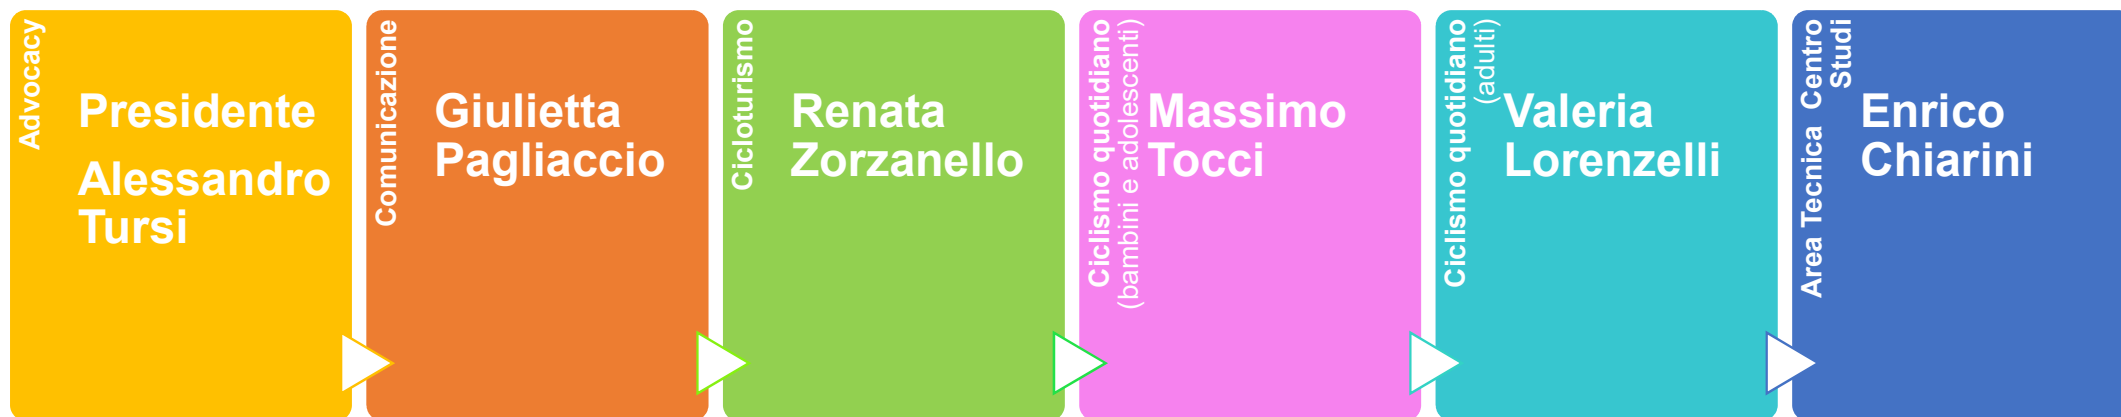 Advocacy
Presidente
Alessandro
Tursi
Comunicazione
Giulietta
Pagliaccio
Cicloturismo
Renata
Zorzanello
Ciclismo quotidiano
(bambini e adolescenti)
Massimo
Tocci
Ciclismo quotidiano
(adulti)
Valeria
Lorenzelli
Area Tecnica  Centro
Studi
Enrico
Chiarini